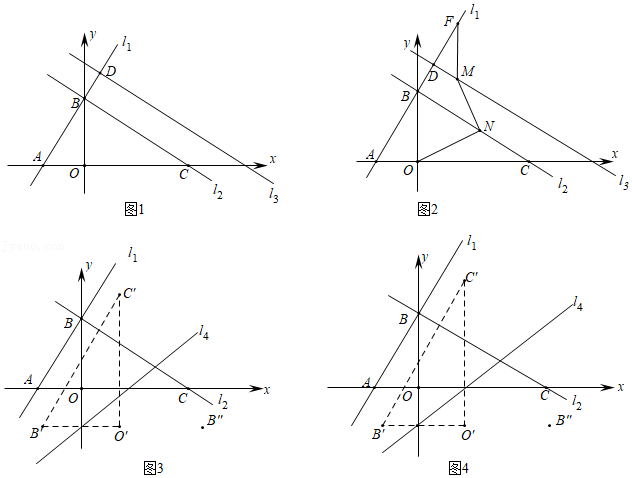 y
l₁
D
B
A
O
C
x
l₂
l₃
图1
F
l₁
y
D
M
B
N
A
O
C
x
l₂
l₃
图2
y
l₁
C′
B
l₄
A
O
C
x
l₂
B′
O′
B″
图3
y
l₁
C′
B
l₄
A
O
C
x
l₂
B′
O′
B″
图4